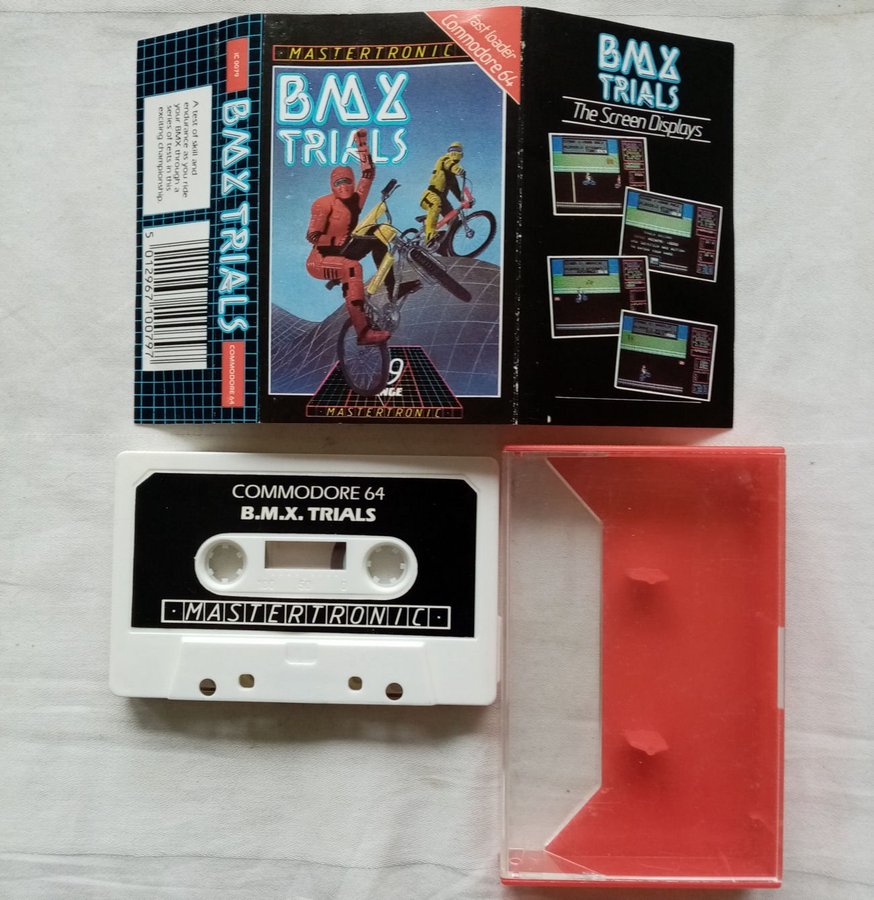 IC 0079
A test of skill and
endurance as you ride
your BMX through a
series of tests in this
exciting championship.
5 012967 100797
BMX TRIALS
COMMODORE 64
MASTERTRONIC
fast loader
Commodore 64
BMX
TRIALS
9
NGE
·MASTERTRONIC·
BMX
TRIALS
The Screen Displays
COMMODORE 64
B.M.X. TRIALS
·MASTERTRONIC·